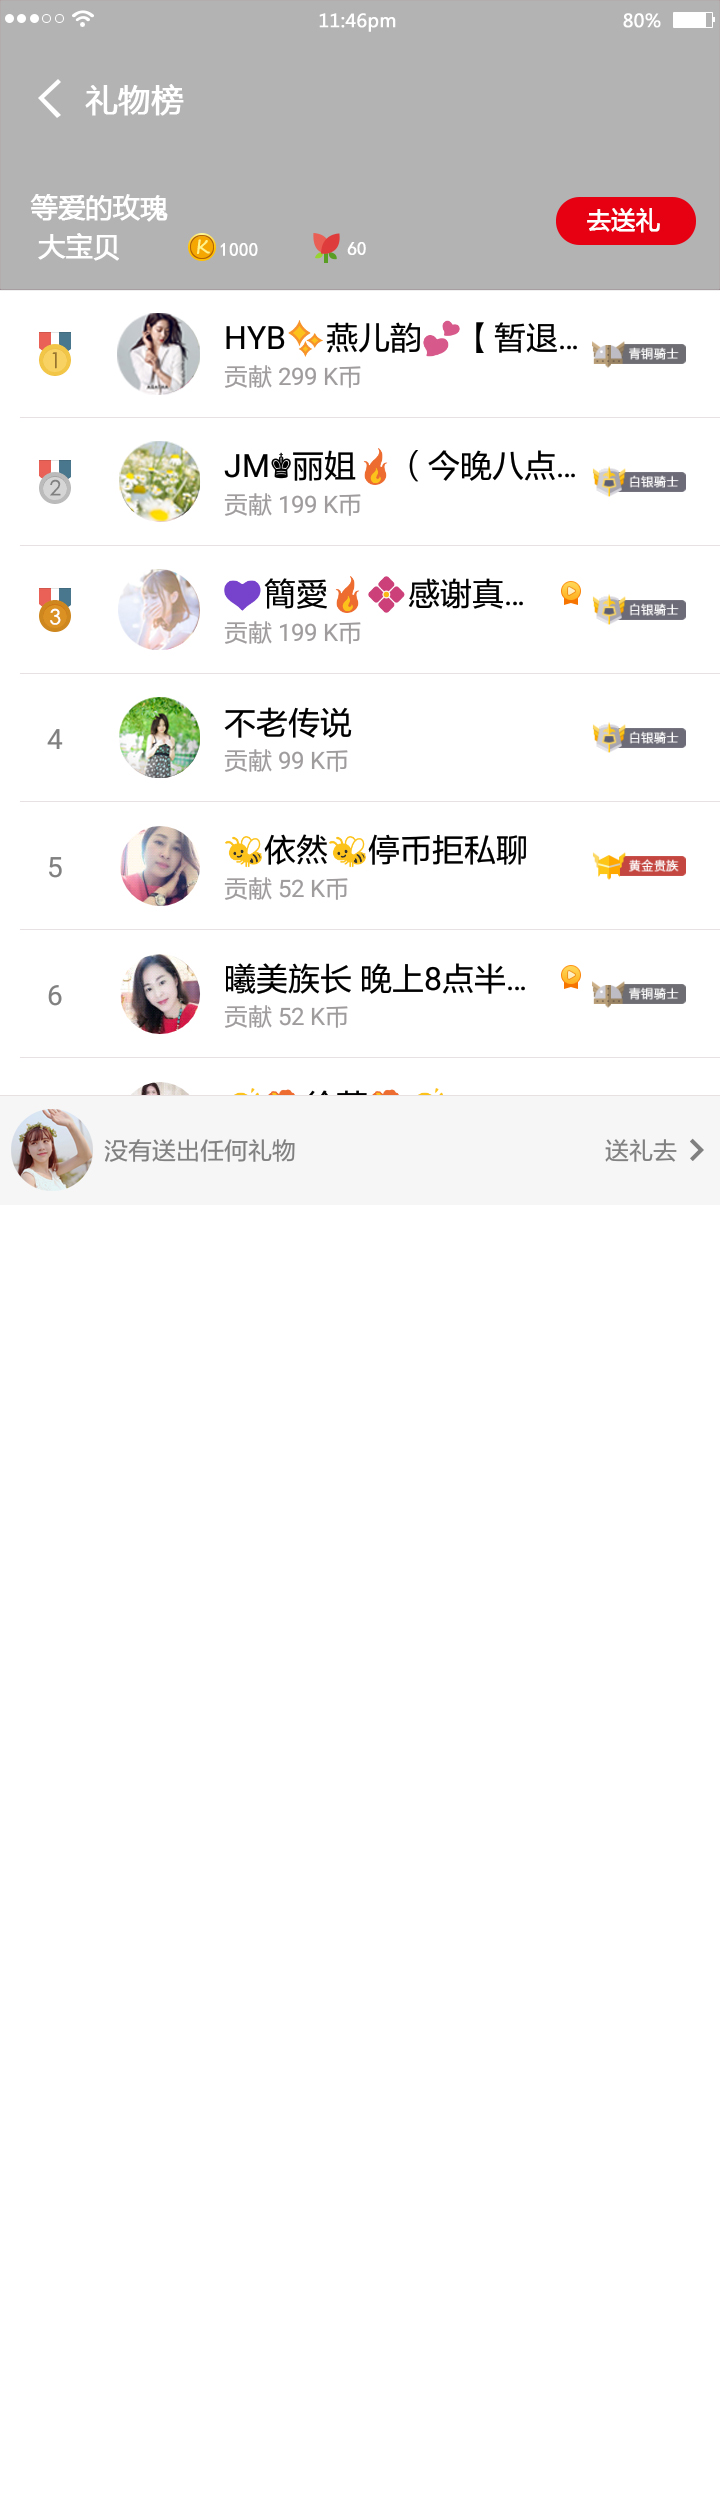 11:46pm 80%
礼物榜
等爱的玫瑰
大宝贝 K 1000 60
去送礼
1 HYB✨燕儿韵💕【 暂退...
青铜骑士
贡献 299 K币
2 JM♚丽姐🔥（ 今晚八点...
白银骑士
贡献 199 K币
3 💜簡愛🔥💠感谢真...
白银骑士
贡献 199 K币
4 不老传说
白银骑士
贡献 99 K币
5 🐝依然🐝停币拒私聊
黄金贵族
贡献 52 K币
6 曦美族长 晚上8点半...
青铜骑士
贡献 52 K币
没有送出任何礼物 送礼去